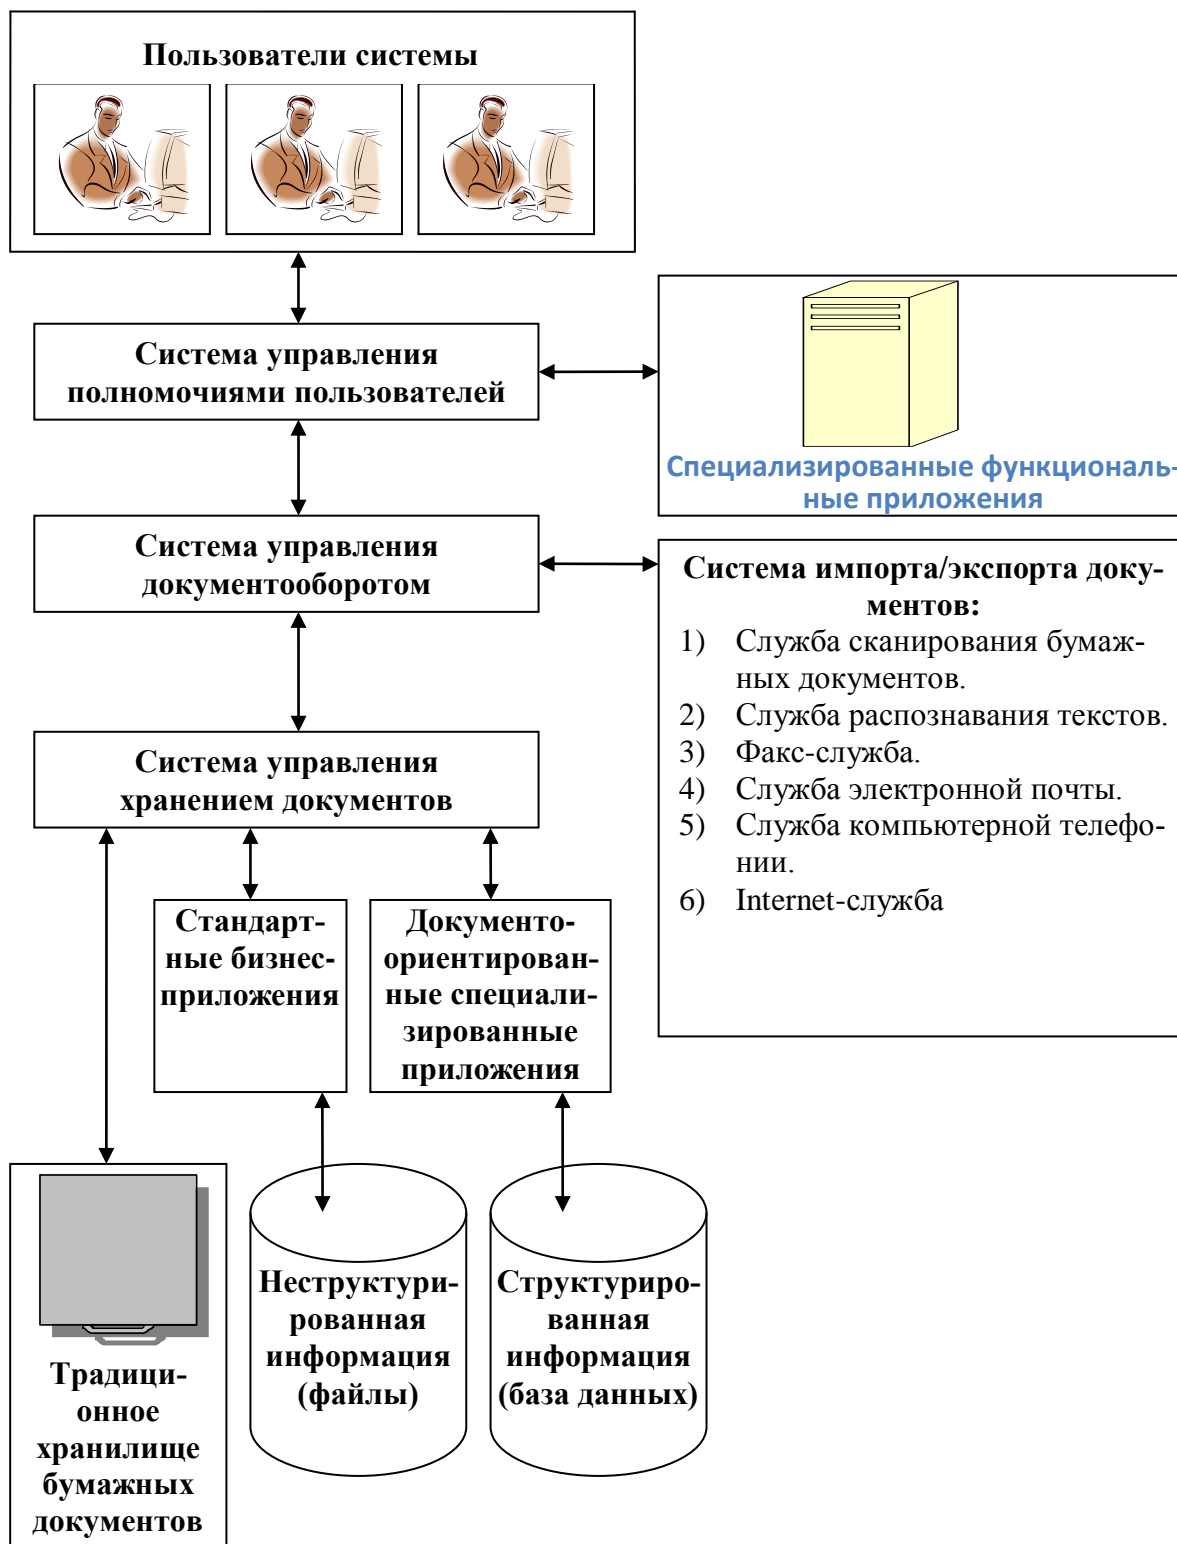 Пользователи системы
Система управления
полномочиями пользователей
Специализированные функциональ-
ные приложения
Система управления
документооборотом
Система импорта/экспорта доку-
ментов:
1) Служба сканирования бумаж-
ных документов.
2) Служба распознавания текстов.
3) Факс-служба.
4) Служба электронной почты.
5) Служба компьютерной телефо-
нии.
6) Internet-служба
Система управления
хранением документов
Стандарт-
ные бизнес-
приложения
Документо-
ориентирован-
ные специали-
зированные
приложения
Традици-
онное
хранилище
бумажных
документов
Неструктури-
рованная
информация
(файлы)
Структуриро-
ванная
информация
(база данных)